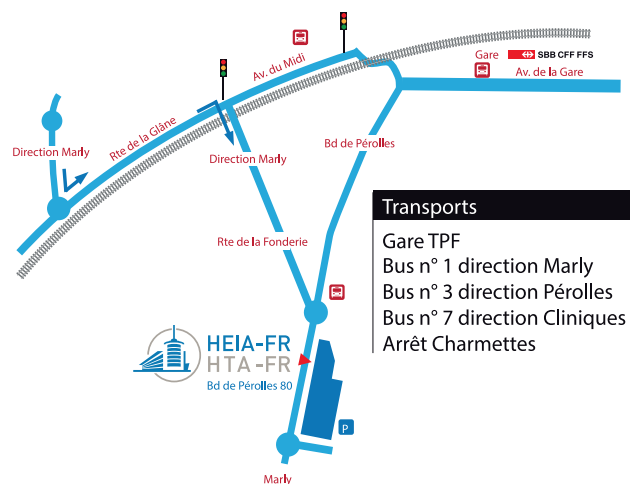 Gare
SBB CFF FFS
Av. de la Gare
Av. du Midi
Rte de la Glâne
Direction Marly
Direction Marly
Bd de Pérolles
Rte de la Fonderie
Transports
Gare TPF
Bus n° 1 direction Marly
Bus n° 3 direction Pérolles
Bus n° 7 direction Cliniques
Arrêt Charmettes
HEIA-FR
HTA-FR
Bd de Pérolles 80
P
Marly